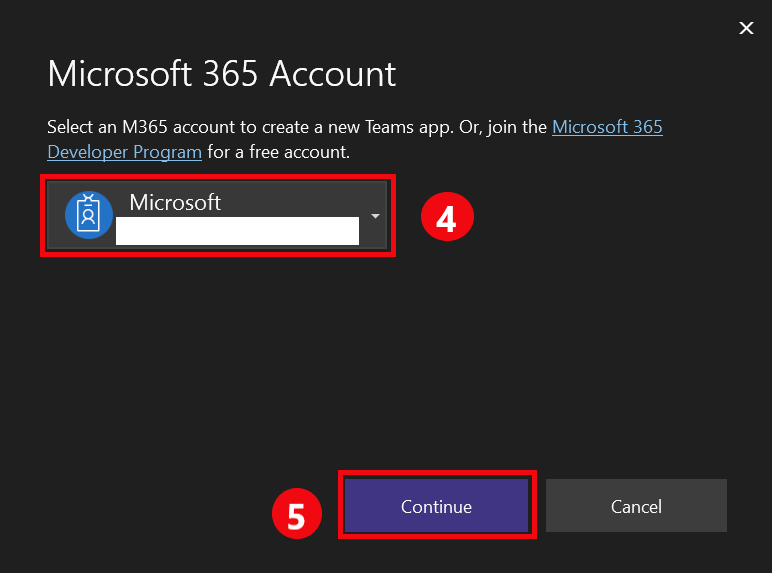 Microsoft 365 Account
Select an M365 account to create a new Teams app. Or, join the Microsoft 365
Developer Program for a free account.
Microsoft
4
5
Continue
Cancel